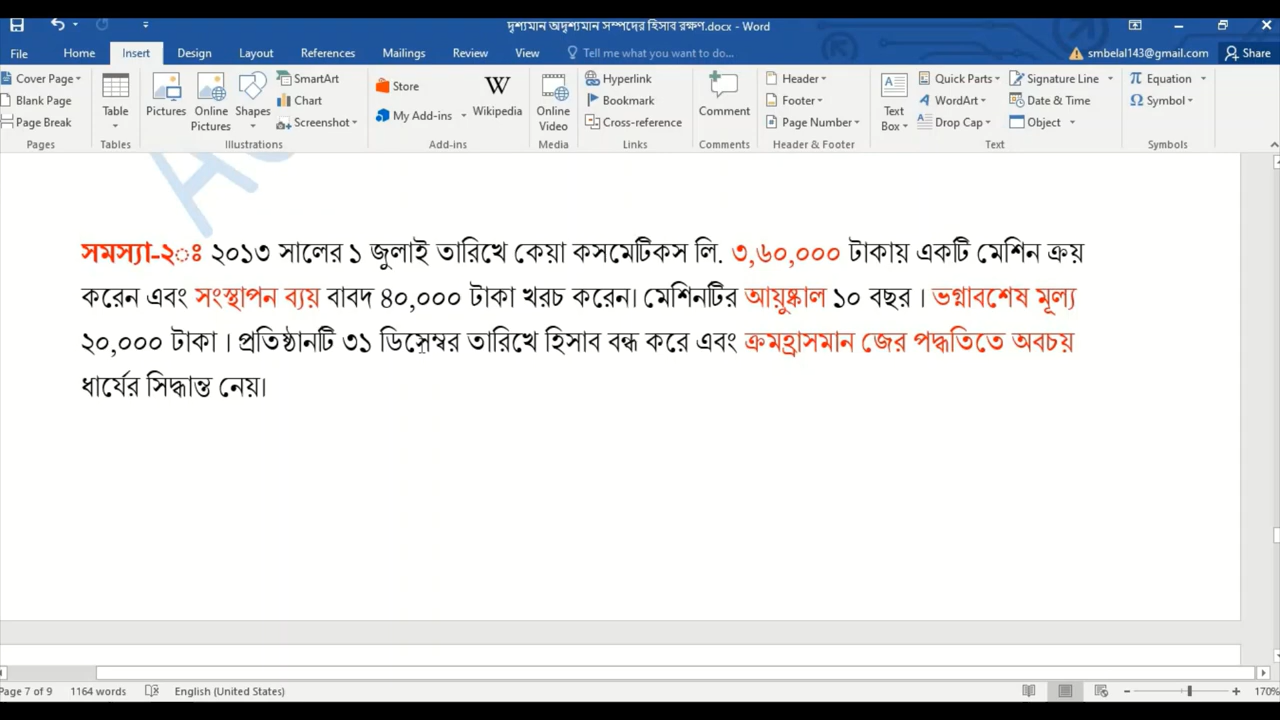 দৃশ্যমান অদৃশ্যমান সম্পদের হিসাব রক্ষণ.docx - Word
File Home Insert Design Layout References Mailings Review View Tell me what you want to do... smbelal143@gmail.com Share
Cover Page
Blank Page
Page Break
Pages
Table
Tables
Pictures
Online Pictures
Shapes
SmartArt
Chart
Screenshot
Illustrations
Store
My Add-ins
W
Wikipedia
Add-ins
Online Video
Media
Hyperlink
Bookmark
Cross-reference
Links
Comment
Comments
Header
Footer
Page Number
Header & Footer
Text Box
Quick Parts
WordArt
Drop Cap
Signature Line
Date & Time
Object
Text
Equation
Symbol
Symbols
সমস্যা-২ঃ ২০১৩ সালের ১ জুলাই তারিখে কেয়া কসমেটিকস লি. ৩,৬০,০০০ টাকায় একটি মেশিন ক্রয়
করেন এবং সংস্থাপন ব্যয় বাবদ ৪০,০০০ টাকা খরচ করেন। মেশিনটির আয়ুষ্কাল ১০ বছর । ভগ্নাবশেষ মূল্য
২০,০০০ টাকা । প্রতিষ্ঠানটি ৩১ ডিসেম্বর তারিখে হিসাব বন্ধ করে এবং ক্রমহ্রাসমান জের পদ্ধতিতে অবচয়
ধার্যের সিদ্ধান্ত নেয়।
Page 7 of 9 1164 words English (United States) 170%